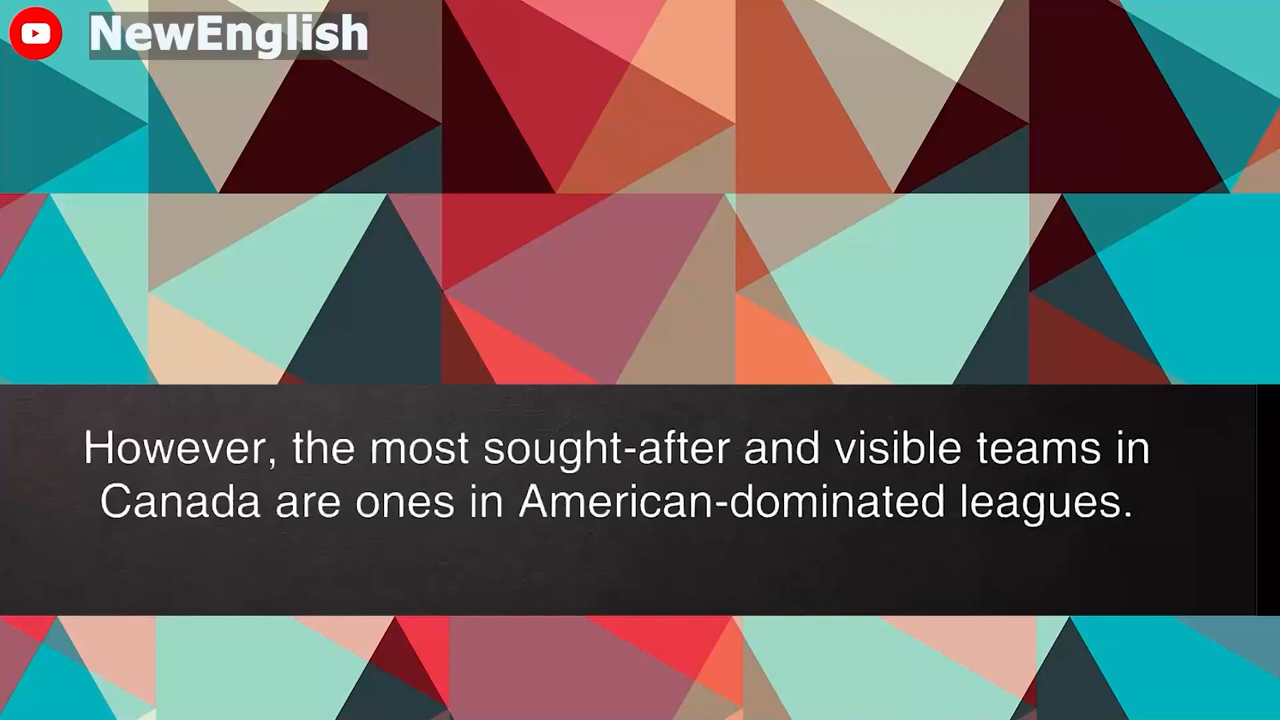 NewEnglish
However, the most sought-after and visible teams in
Canada are ones in American-dominated leagues.